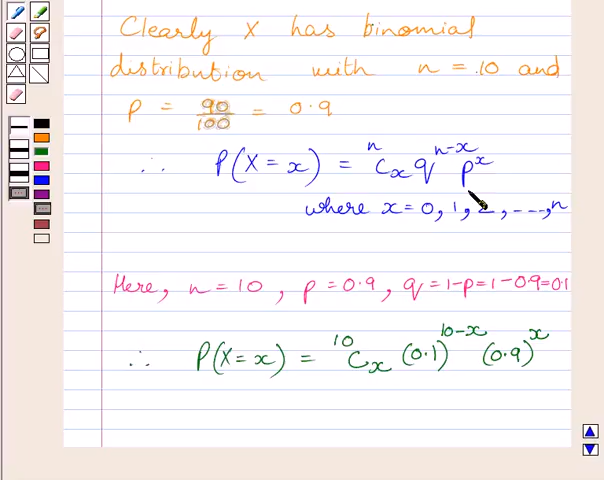 Clearly X has binomial
distribution with n = .10 and
P = 90/100 = 0.9
∴ P(X = x) = ⁿCₓ qⁿ⁻ˣ pˣ
where x = 0, 1, 2, ---, n
Here, n = 10, p = 0.9, q = 1-p = 1-0.9 = 0.1
∴ P(X = x) = ¹⁰Cₓ (0.1)¹⁰⁻ˣ (0.9)ˣ